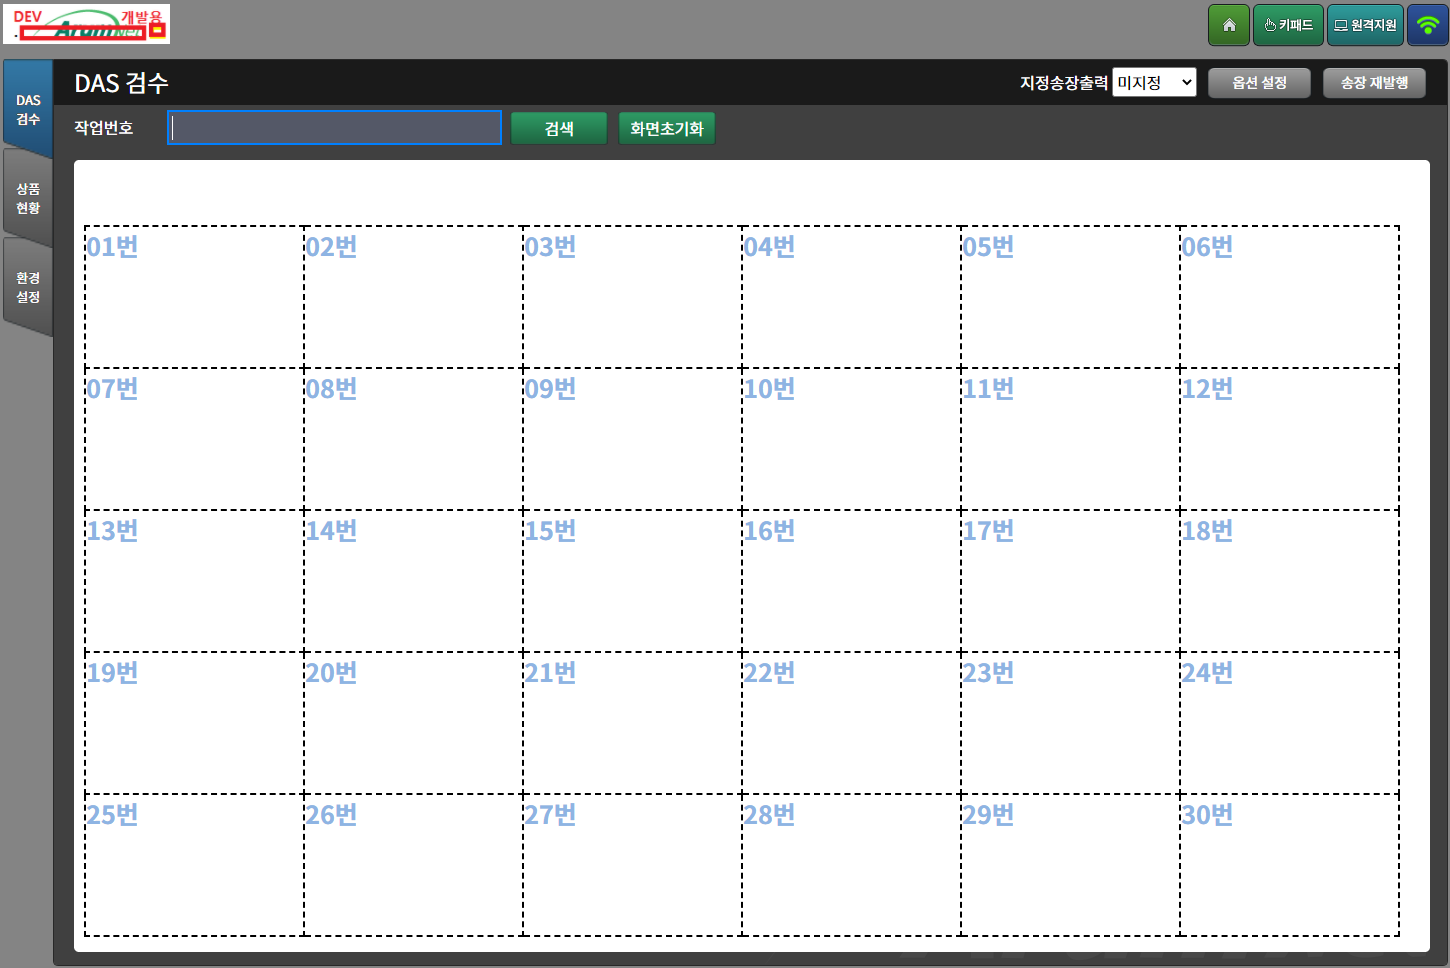 DEV 개발용
키패드
원격지원
DAS 검수
지정송장출력 미지정
옵션 설정
송장 재발행
DAS
검수
상품
현황
환경
설정
작업번호
검색
화면초기화
01번 02번 03번 04번 05번 06번
07번 08번 09번 10번 11번 12번
13번 14번 15번 16번 17번 18번
19번 20번 21번 22번 23번 24번
25번 26번 27번 28번 29번 30번